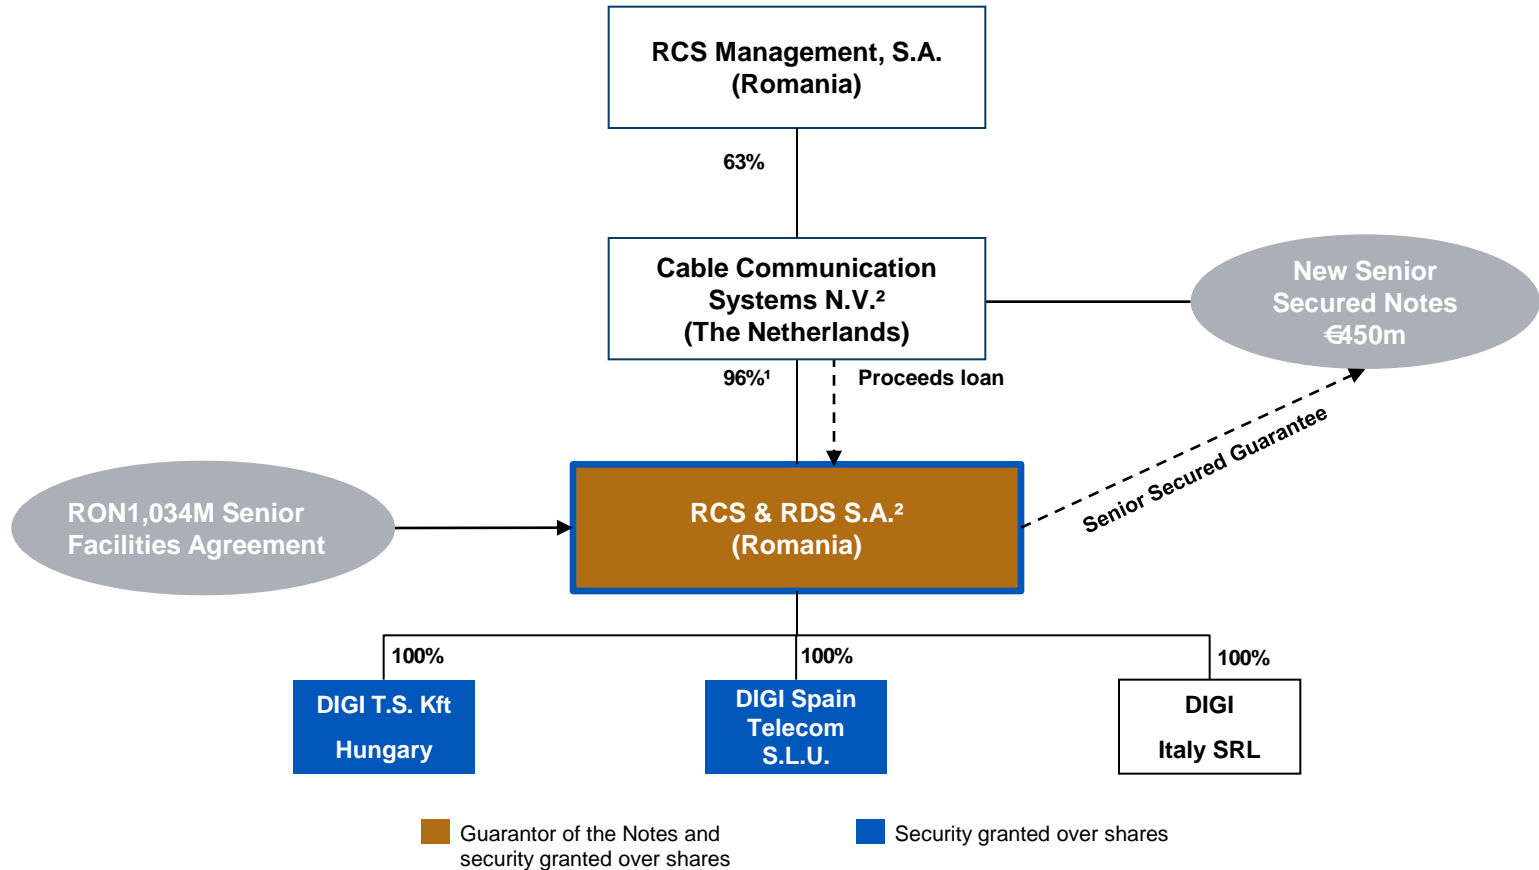 RCS Management, S.A.
(Romania)
63%
Cable Communication
Systems N.V.²
(The Netherlands)
New Senior
Secured Notes
€450m
96%¹
Proceeds loan
Senior Secured Guarantee
RON1,034M Senior
Facilities Agreement
RCS & RDS S.A.²
(Romania)
100%
100%
100%
DIGI T.S. Kft
Hungary
DIGI Spain
Telecom
S.L.U.
DIGI
Italy SRL
Guarantor of the Notes and
security granted over shares
Security granted over shares